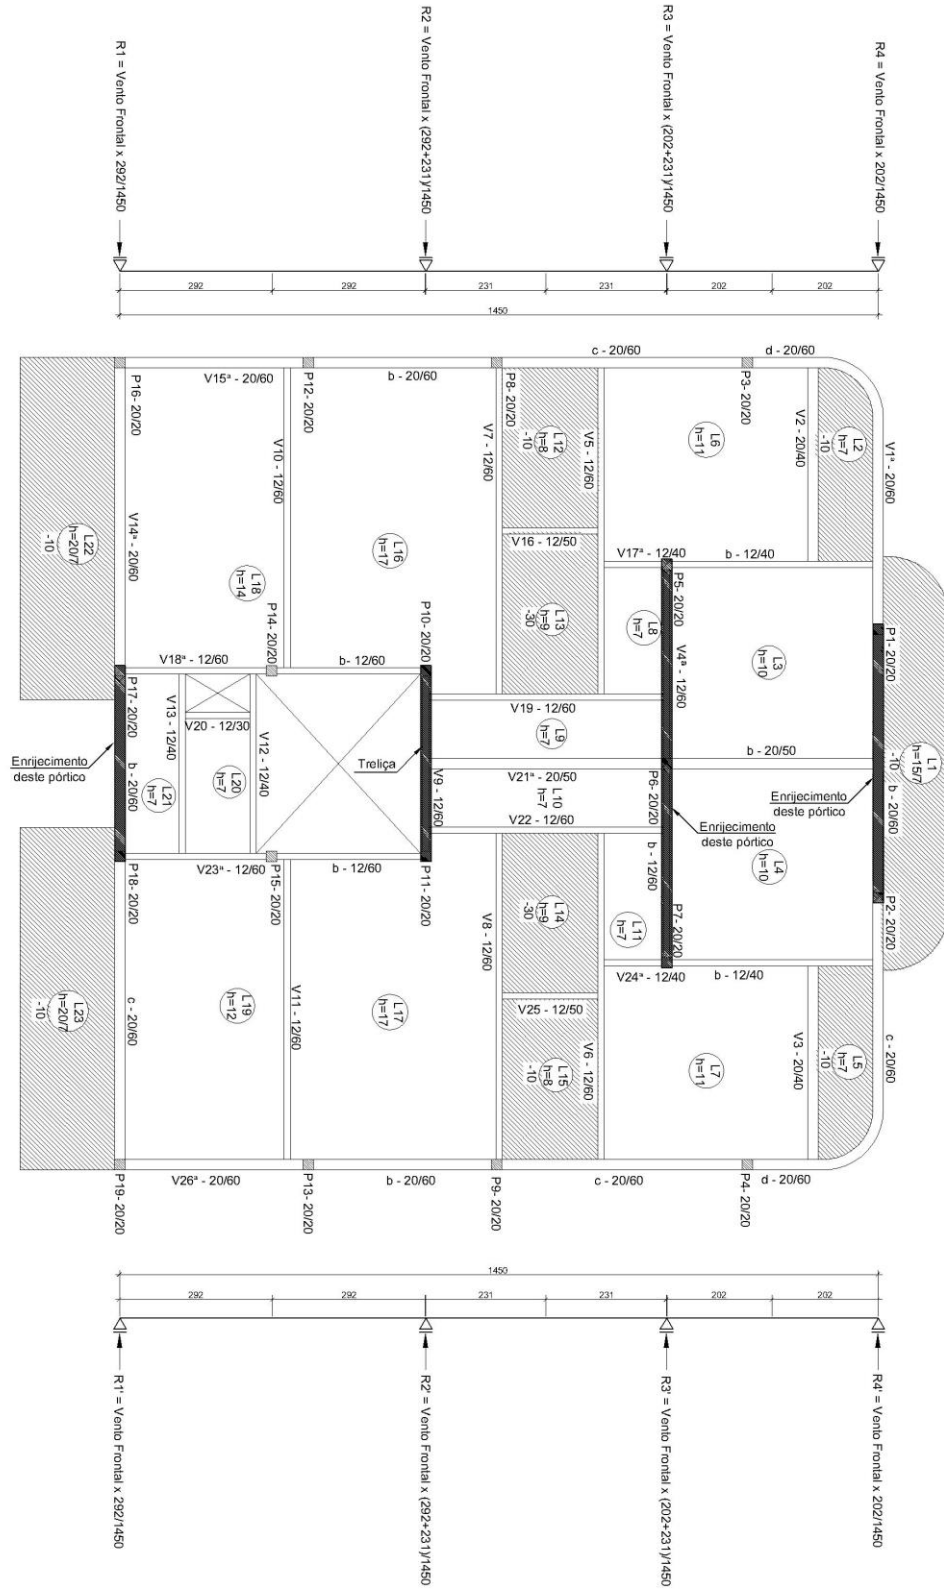 R1 = Vento Frontal x 292/1450
R2 = Vento Frontal x (292+231)/1450
R3 = Vento Frontal x (202+231)/1450
R4 = Vento Frontal x 202/1450
292
292
231
231
202
202
1450
c - 20/60
d - 20/60
V15ª - 20/60
b - 20/60
P16- 20/20
P12- 20/20
P8- 20/20
P3- 20/20
V10 - 12/60
V7 - 12/60
V5 - 12/60
V2 - 20/40
V1ª - 20/60
L12
h=8
-10
L6
h=11
L2
h=7
-10
L22
h=20/7
-10
V14ª - 20/60
L18
h=14
L16
h=17
V16 - 12/50
V17ª - 12/40
b - 12/40
L13
h=9
-30
L8
h=7
P5- 20/20
V4ª - 12/60
L3
h=10
P1- 20/20
P14- 20/20
P10- 20/20
V18ª - 12/60
b- 12/60
P17- 20/20
V13 - 12/40
V20 - 12/30
V12 - 12/40
V19 - 12/60
L9
h=7
b - 20/50
L1
h=15/7
-10
Enrijecimento
deste pórtico
Treliça
b - 20/60
L21
h=7
L20
h=7
V9 - 12/60
V21ª - 20/50
L10
h=7
P6- 20/20
Enrijecimento
deste pórtico
b - 20/60
V22 - 12/60
Enrijecimento
deste pórtico
b - 12/60
L4
h=10
P18- 20/20
V23ª - 12/60
P15- 20/20
b - 12/60
P11- 20/20
V8 - 12/60
L14
h=9
-30
L11
h=7
P7- 20/20
P2- 20/20
V24ª - 12/40
b - 12/40
L23
h=20/7
-10
c - 20/60
L19
h=12
V11 - 12/60
L17
h=17
V25 - 12/50
L15
h=8
-10
V6 - 12/60
L7
h=11
V3 - 20/40
L5
h=7
-10
c - 20/60
P19- 20/20
V26ª - 20/60
P13- 20/20
b - 20/60
P9- 20/20
c - 20/60
P4- 20/20
d - 20/60
1450
292
292
231
231
202
202
R1' = Vento Frontal x 292/1450
R2' = Vento Frontal x (292+231)/1450
R3' = Vento Frontal x (202+231)/1450
R4' = Vento Frontal x 202/1450